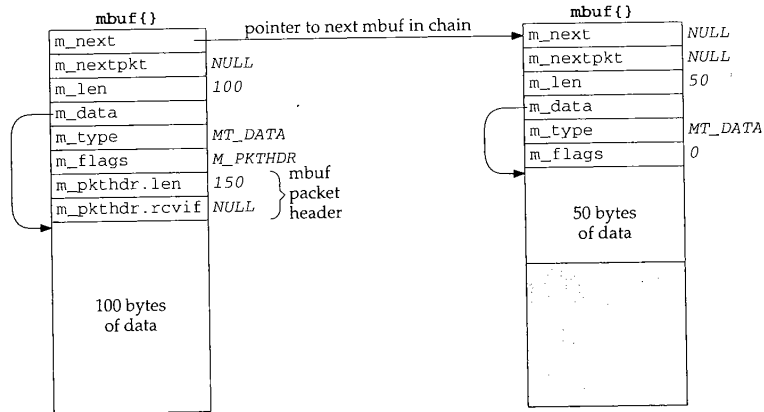 mbuf{}
m_next
m_nextpkt NULL
m_len 100
m_data
m_type MT_DATA
m_flags M_PKTHDR
m_pkthdr.len 150
m_pkthdr.rcvif NULL
mbuf
packet
header
100 bytes
of data
pointer to next mbuf in chain
mbuf{}
m_next NULL
m_nextpkt NULL
m_len 50
m_data
m_type MT_DATA
m_flags 0
50 bytes
of data